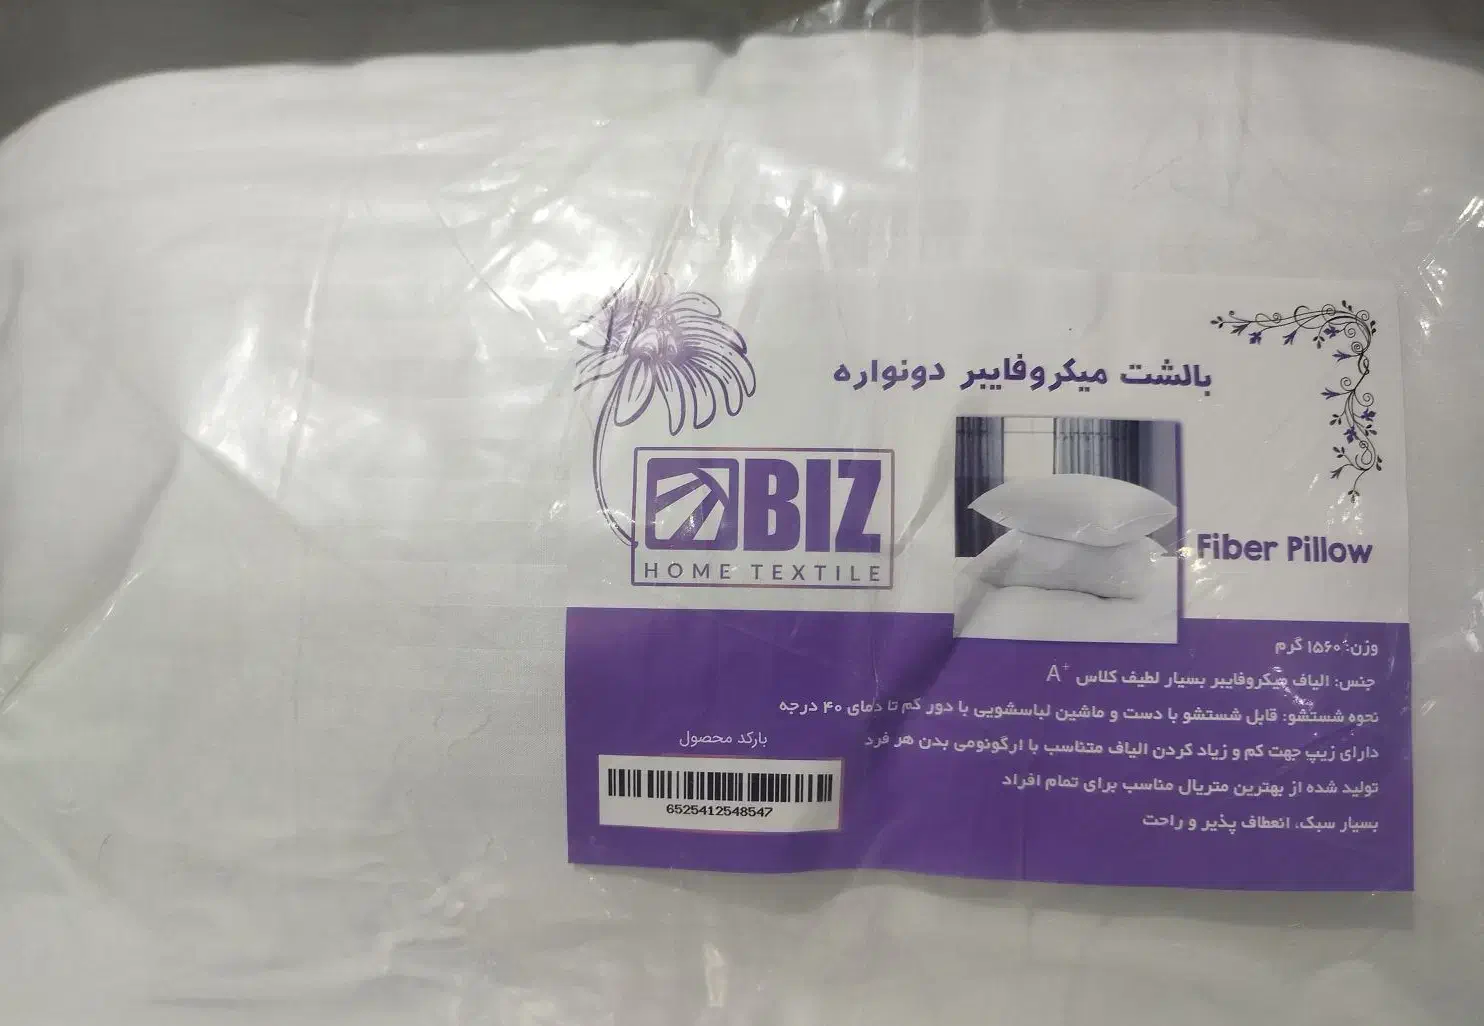 بالشت میکروفایبر دونواره
BIZ
HOME TEXTILE
Fiber Pillow
وزن: ۱۵۶۰ گرم
جنس: الیاف میکروفایبر بسیار لطیف کلاس A+
نحوه شستشو: قابل شستشو با دست و ماشین لباسشویی با دور کم تا دمای ۴۰ درجه
دارای زیپ جهت کم و زیاد کردن الیاف متناسب با ارگونومی بدن هر فرد
تولید شده از بهترین متریال مناسب برای تمام افراد
بسیار سبک، انعطاف پذیر و راحت
بارکد محصول
6525412548547